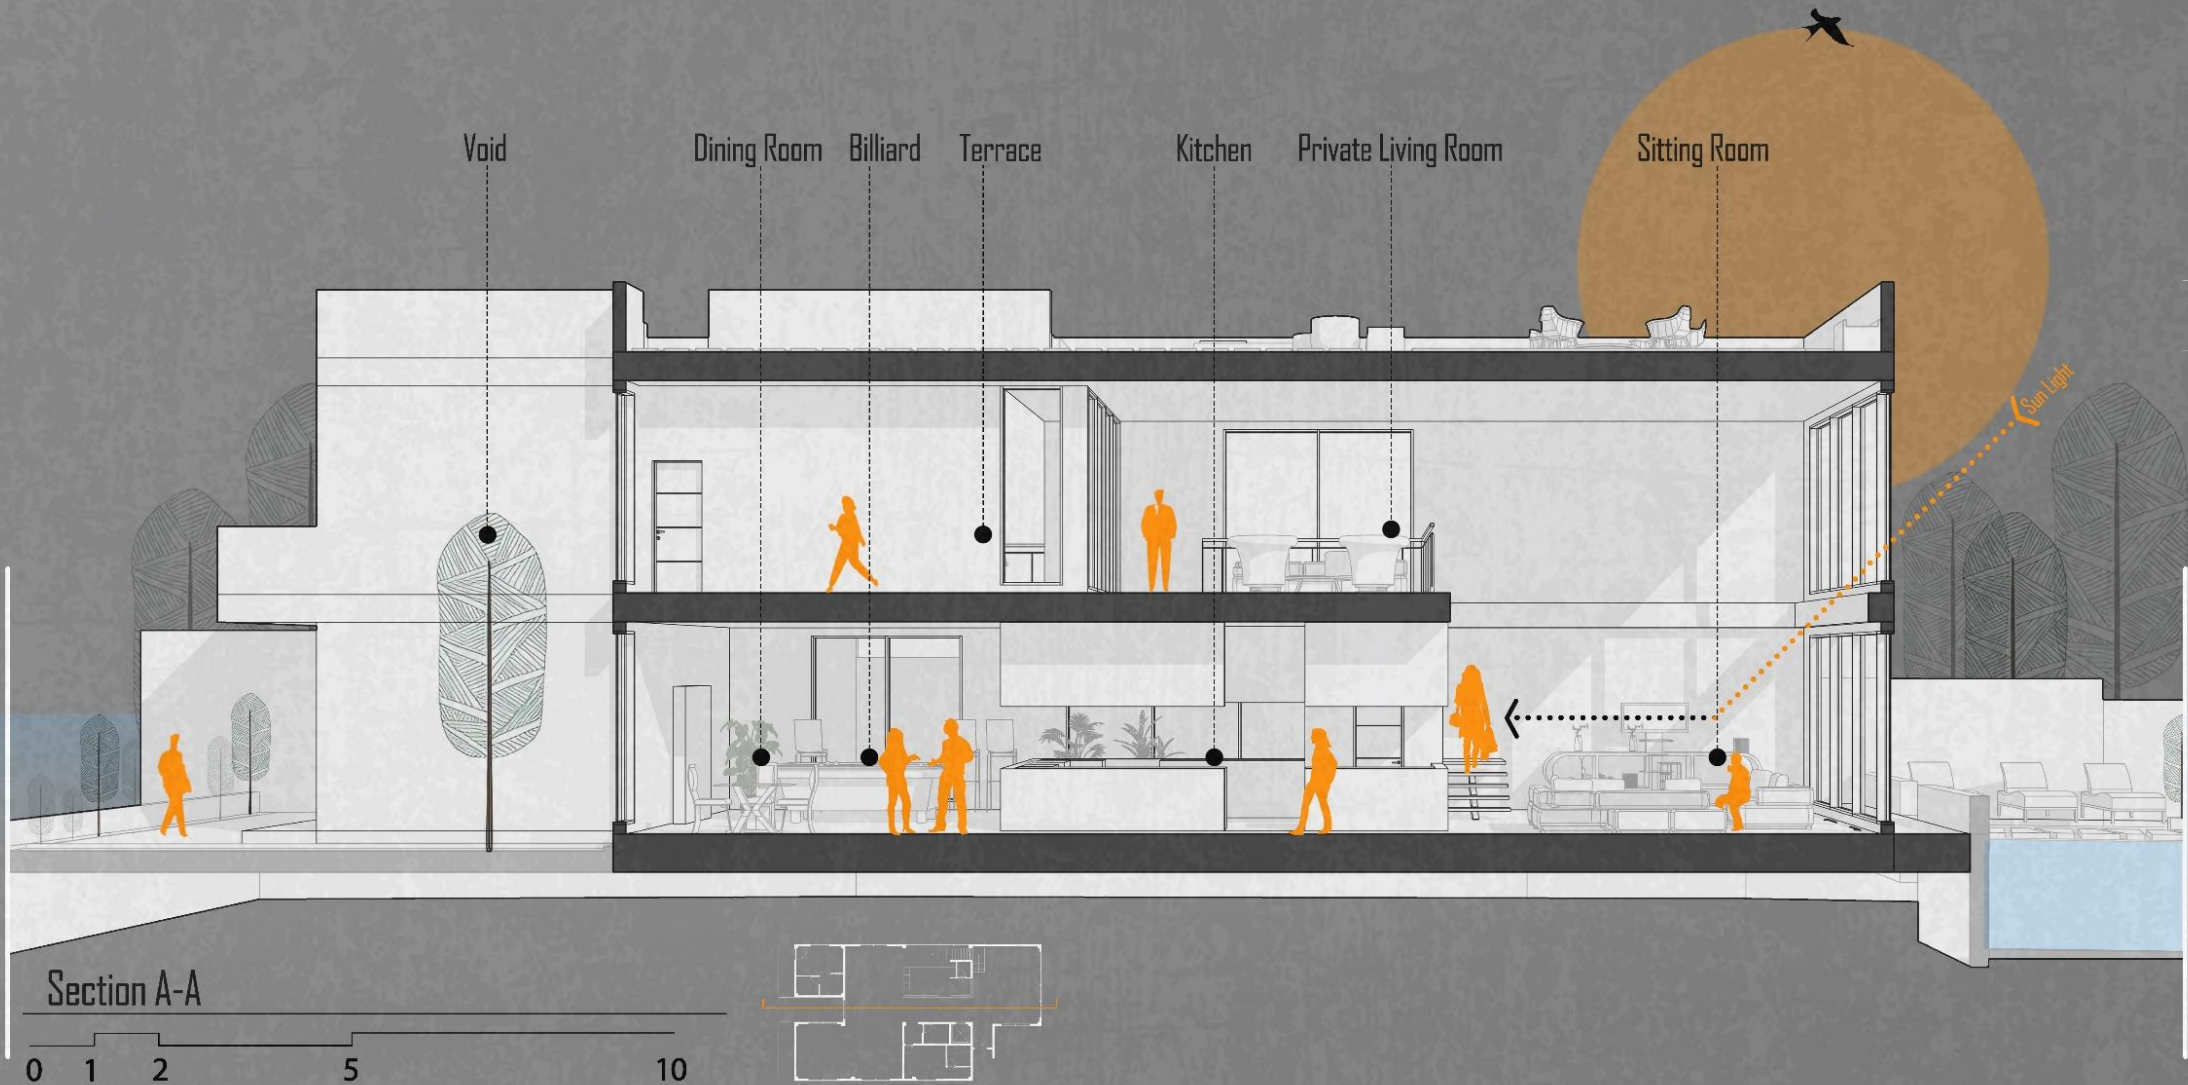 Void
Dining Room
Billiard
Terrace
Kitchen
Private Living Room
Sitting Room
Sun Light
Section A-A
0 1 2 5 10